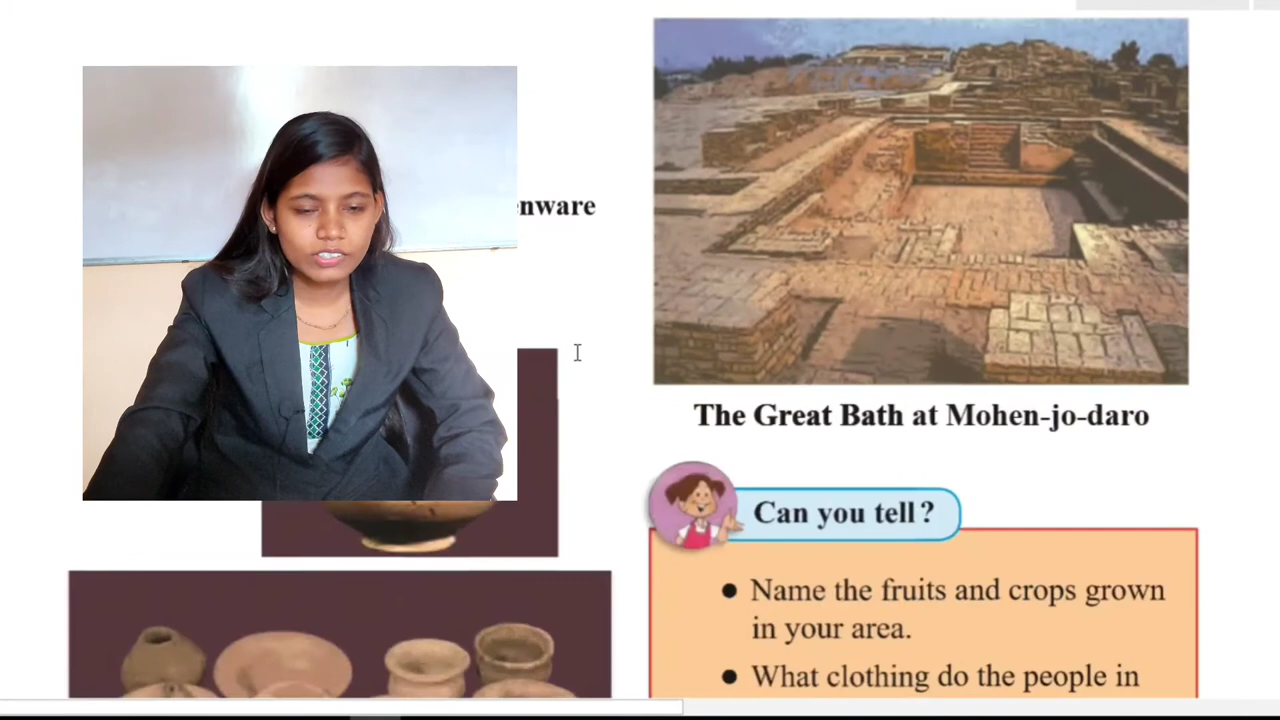 The Great Bath at Mohen-jo-daro
Can you tell?
● Name the fruits and crops grown
in your area.
● What clothing do the people in